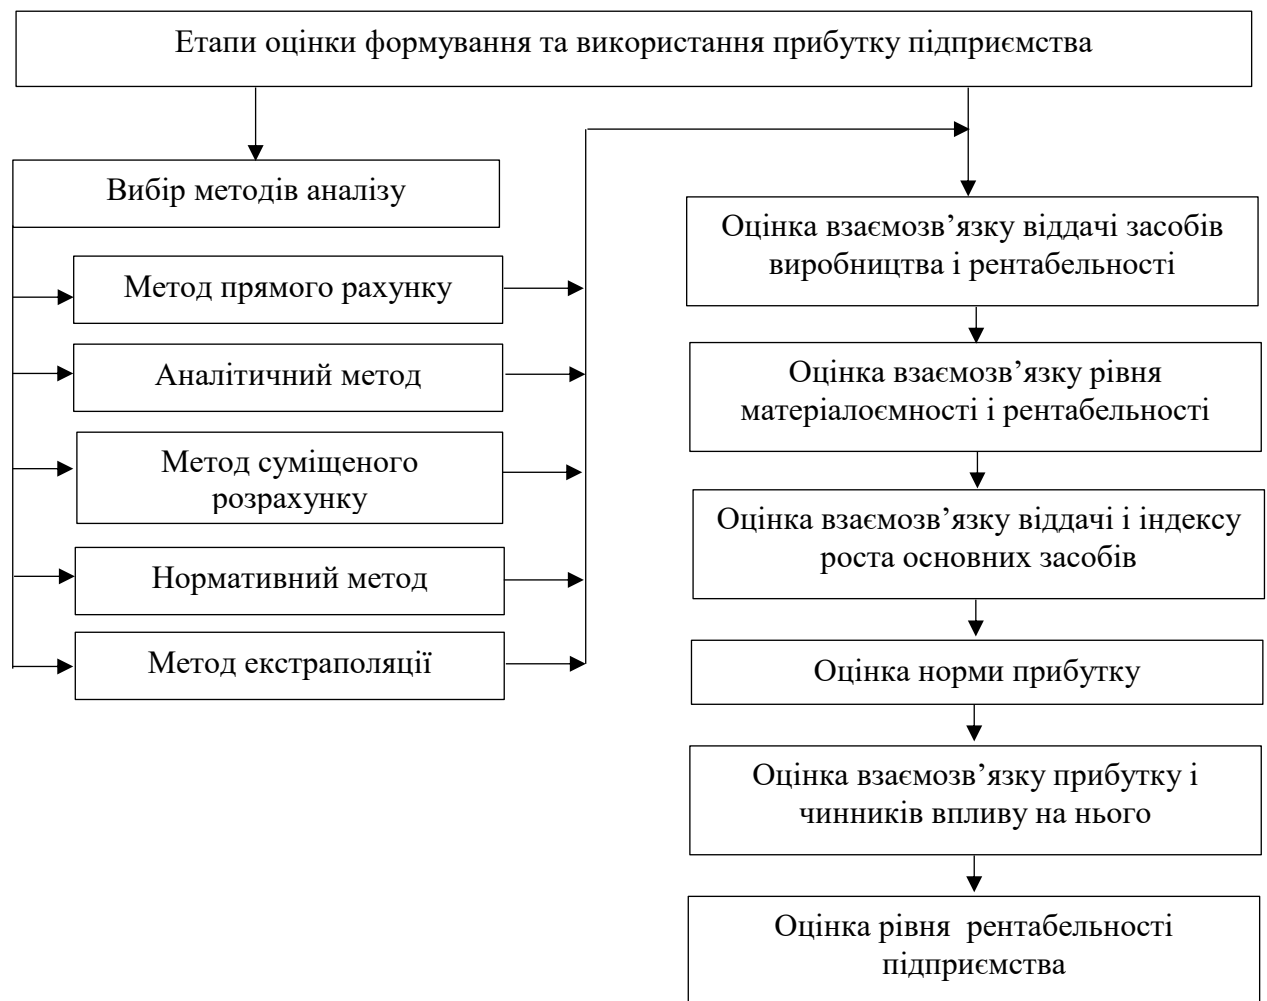 Етапи оцінки формування та використання прибутку підприємства
Вибір методів аналізу
Метод прямого рахунку
Аналітичний метод
Метод суміщеного
розрахунку
Нормативний метод
Метод екстраполяції
Оцінка взаємозв’язку віддачі засобів
виробництва і рентабельності
Оцінка взаємозв’язку рівня
матеріалоємності і рентабельності
Оцінка взаємозв’язку віддачі і індексу
роста основних засобів
Оцінка норми прибутку
Оцінка взаємозв’язку прибутку і
чинників впливу на нього
Оцінка рівня рентабельності
підприємства